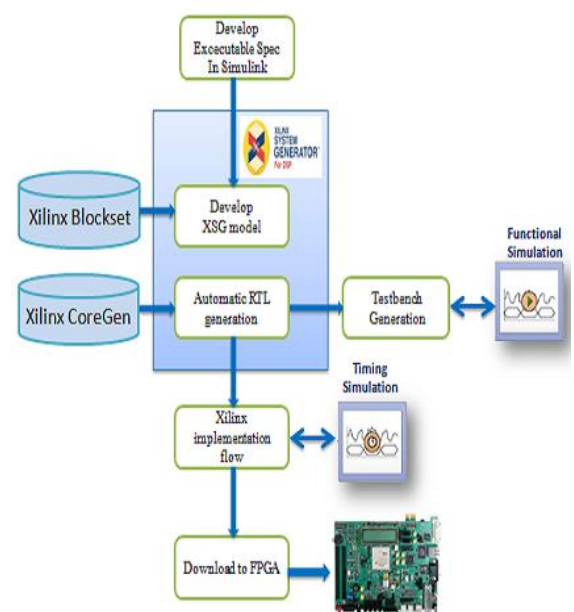 Develop
Excecutable Spec
In Simulink
XILINX
SYSTEM
GENERATOR
For DSP
Xilinx Blockset
Develop
XSG model
Functional
Simulation
Xilinx CoreGen
Automatic RTL
generation
Testbench
Generation
Timing
Simulation
Xilinx
implementation
flow
Download to FPGA